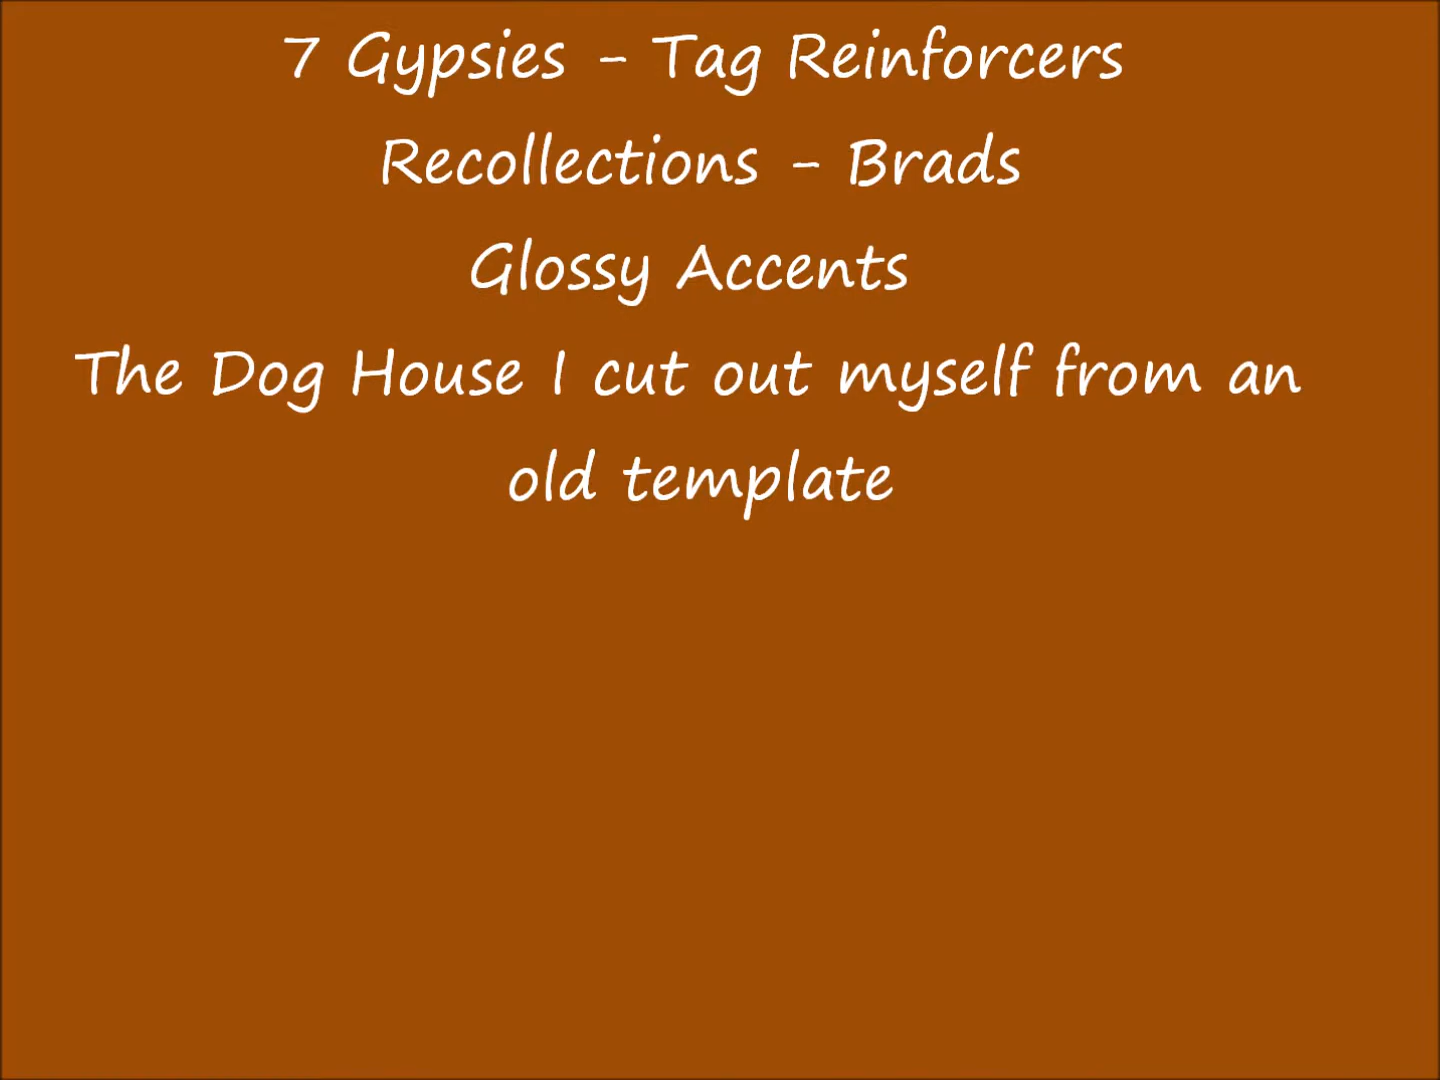 7 Gypsies - Tag Reinforcers
Recollections - Brads
Glossy Accents
The Dog House I cut out myself from an
old template